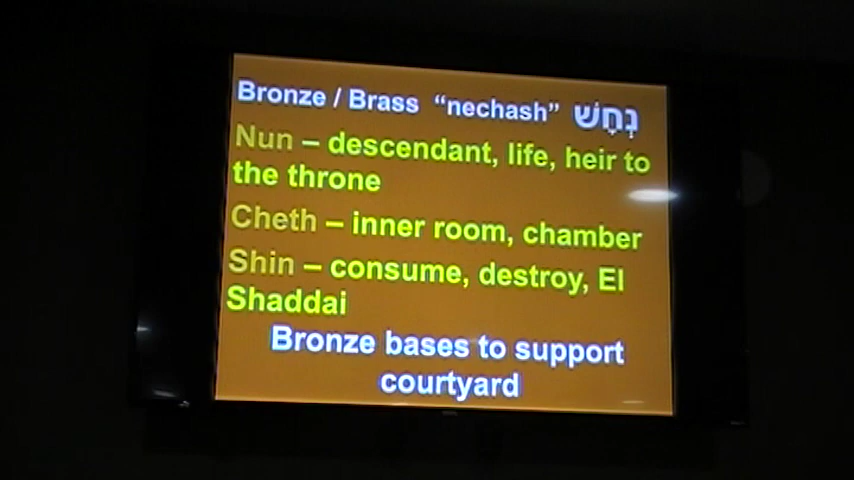 Bronze / Brass “nechash” נְחָשׁ
Nun – descendant, life, heir to
the throne
Cheth – inner room, chamber
Shin – consume, destroy, El
Shaddai
Bronze bases to support
courtyard